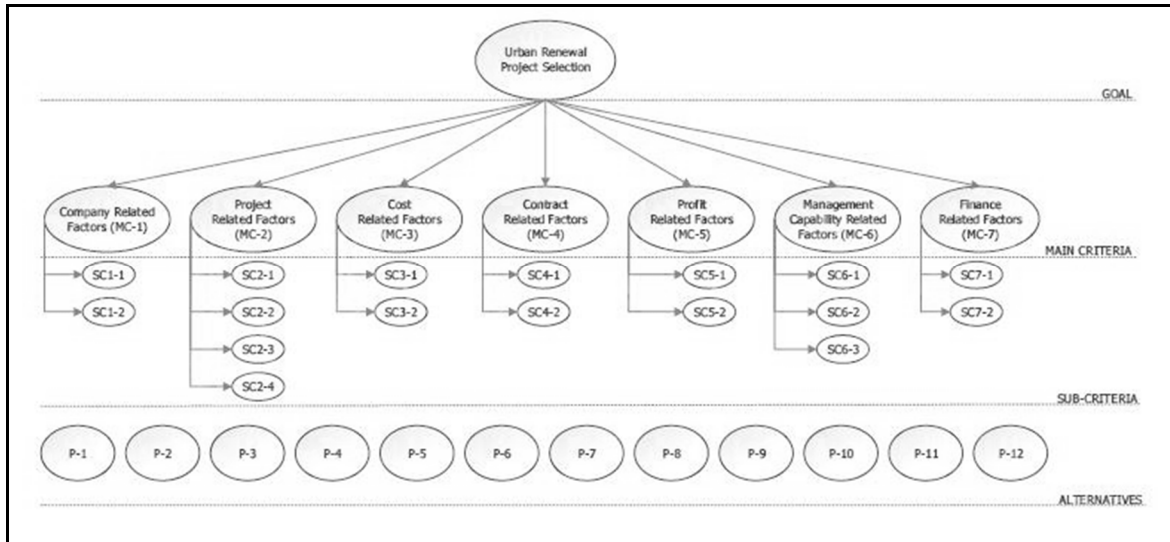 Urban Renewal
Project Selection
GOAL
Company Related
Factors (MC-1)
Project
Related Factors
(MC-2)
Cost
Related Factors
(MC-3)
Contract
Related Factors
(MC-4)
Profit
Related Factors
(MC-5)
Management
Capability Related
Factors (MC-6)
Finance
Related Factors
(MC-7)
MAIN CRITERIA
SC1-1
SC2-1
SC3-1
SC4-1
SC5-1
SC6-1
SC7-1
SC1-2
SC2-2
SC3-2
SC4-2
SC5-2
SC6-2
SC7-2
SC2-3
SC6-3
SC2-4
SUB-CRITERIA
P-1
P-2
P-3
P-4
P-5
P-6
P-7
P-8
P-9
P-10
P-11
P-12
ALTERNATIVES